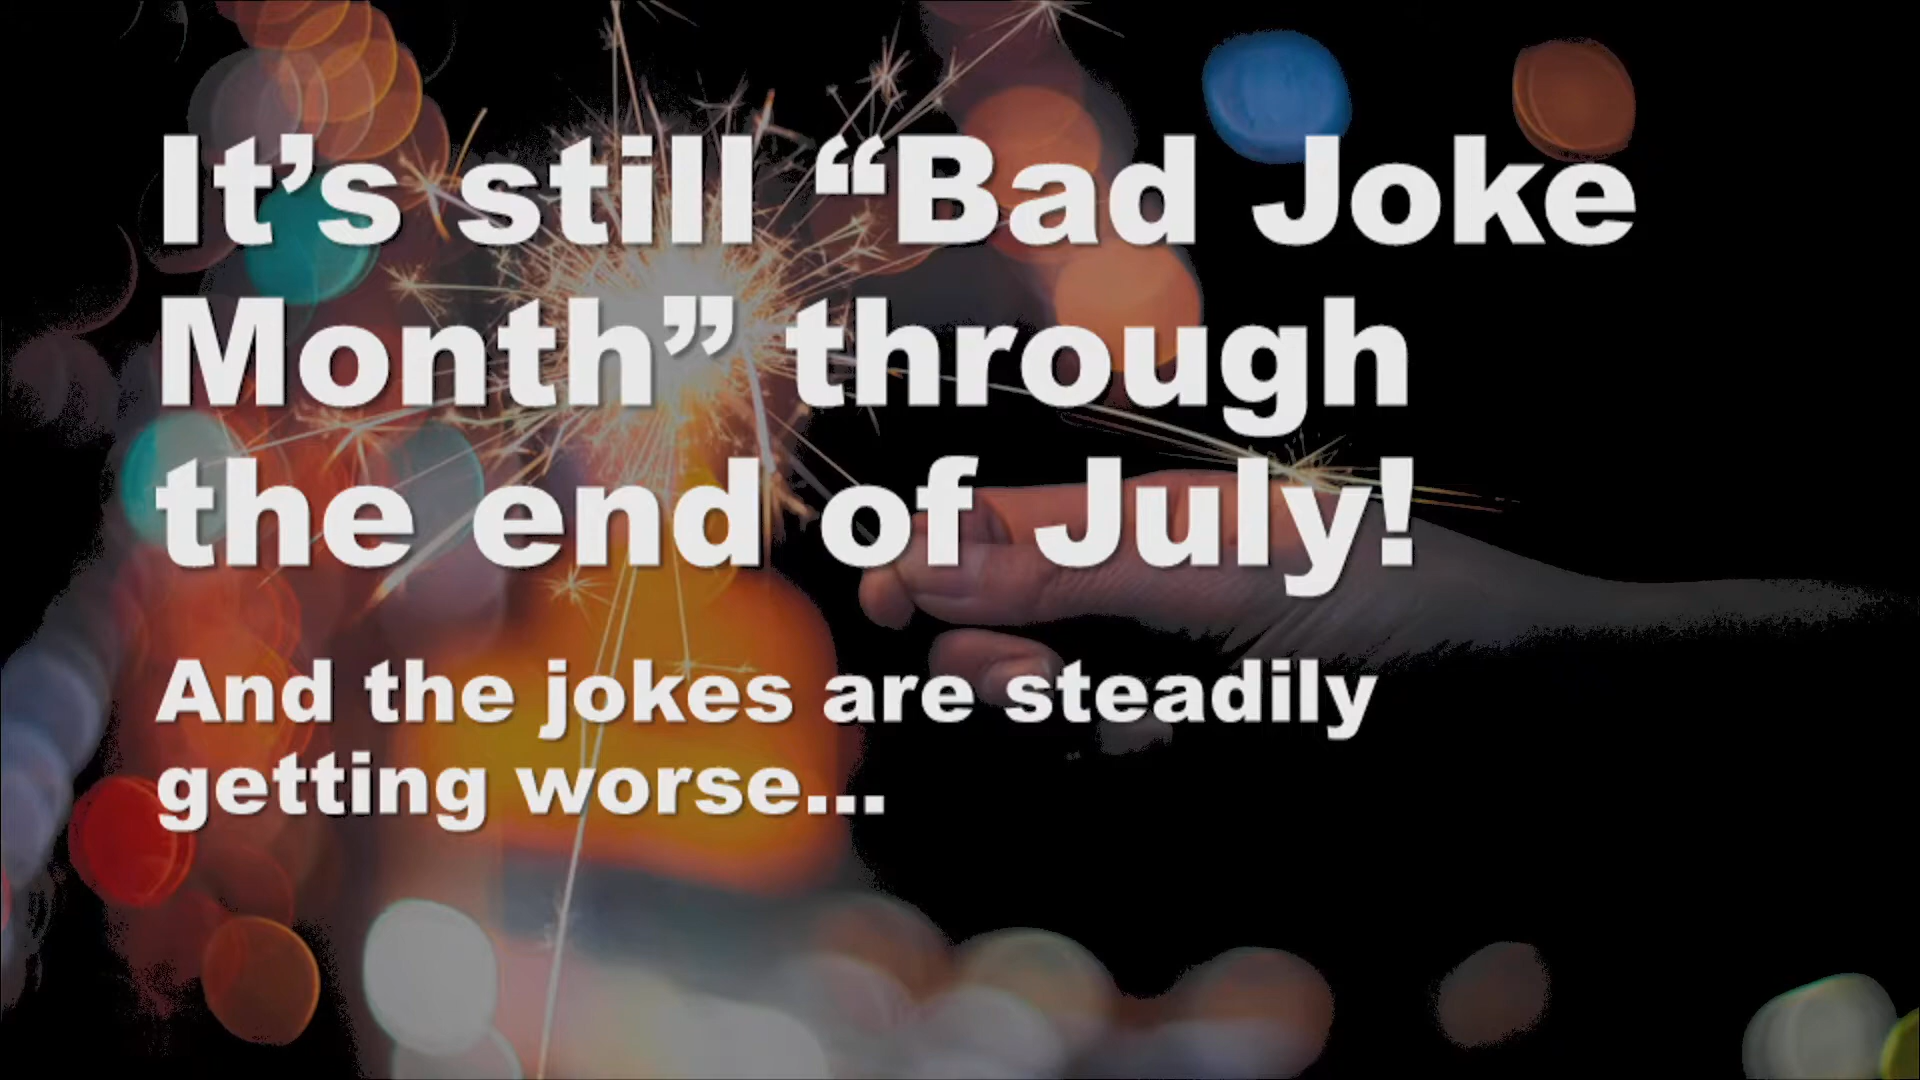 It’s still “Bad Joke
Month” through
the end of July!
And the jokes are steadily
getting worse...